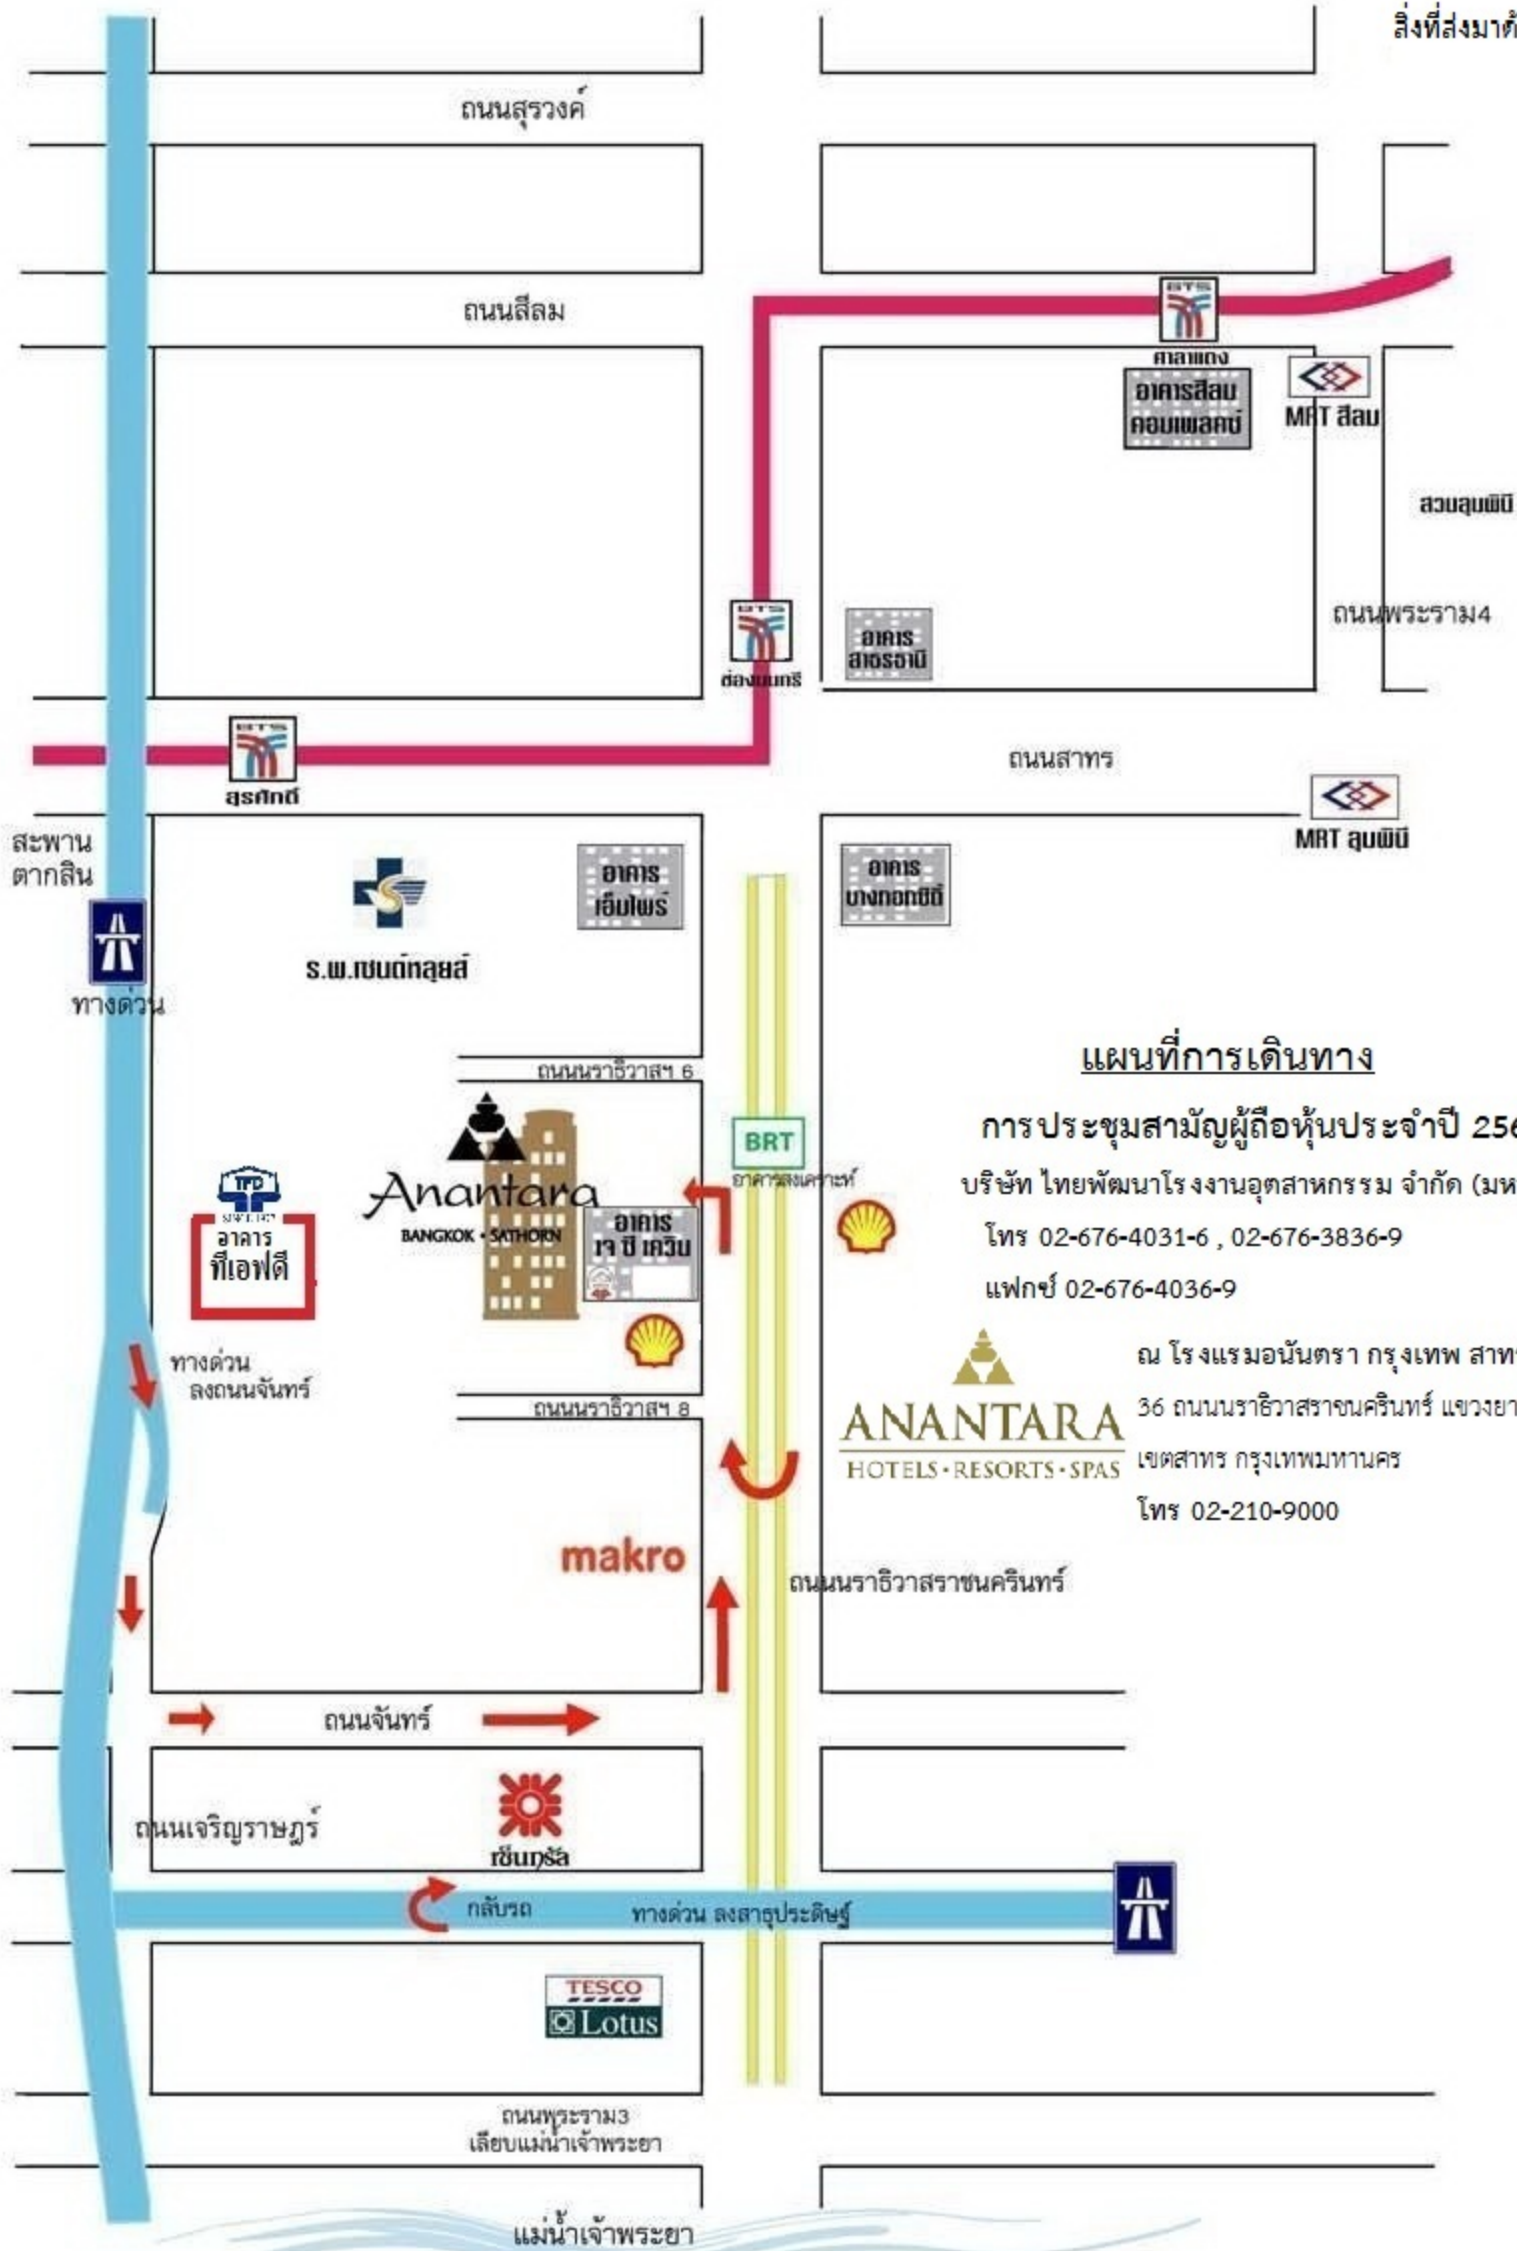 สิ่งที่ส่งมาด้
ถนนสุรวงค์
ถนนสีลม
BTS
ศาลาแดง
อาคารสีลม
คอมเพลคซ์
MRT สีลม
สวนลุมพินี
ถนนพระราม4
BTS
ช่องนนทรี
อาคาร
สาธรธานี
BTS
สุรศักดิ์
ถนนสาทร
MRT ลุมพินี
สะพาน
ตากสิน
ทางด่วน
ร.พ.เซนต์หลุยส์
อาคาร
เอ็มไพร์
อาคาร
บางกอกซิตี้
ถนนนราธิวาสฯ 6
BRT
อาคารสงเคราะห์
Anantara
BANGKOK • SATHORN
อาคาร
เจ ซี เควิน
TFD
SINCE 1977
อาคาร
ทีเอฟดี
แผนที่การเดินทาง
การประชุมสามัญผู้ถือหุ้นประจำปี 256
บริษัท ไทยพัฒนาโรงงานอุตสาหกรรม จำกัด (มห
โทร 02-676-4031-6 , 02-676-3836-9
แฟกซ์ 02-676-4036-9
ANANTARA
HOTELS•RESORTS•SPAS
ณ โรงแรมอนันตรา กรุงเทพ สาทร
36 ถนนนราธิวาสราชนครินทร์ แขวงยา
เขตสาทร กรุงเทพมหานคร
โทร 02-210-9000
ทางด่วน
ลงถนนจันทร์
ถนนนราธิวาสฯ 8
makro
ถนนนราธิวาสราชนครินทร์
ถนนจันทร์
ถนนเจริญราษฎร์
เซ็นทรัล
กลับรถ
ทางด่วน ลงสาธุประดิษฐ์
TESCO
Lotus
ถนนพระราม3
เลียบแม่น้ำเจ้าพระยา
แม่น้ำเจ้าพระยา